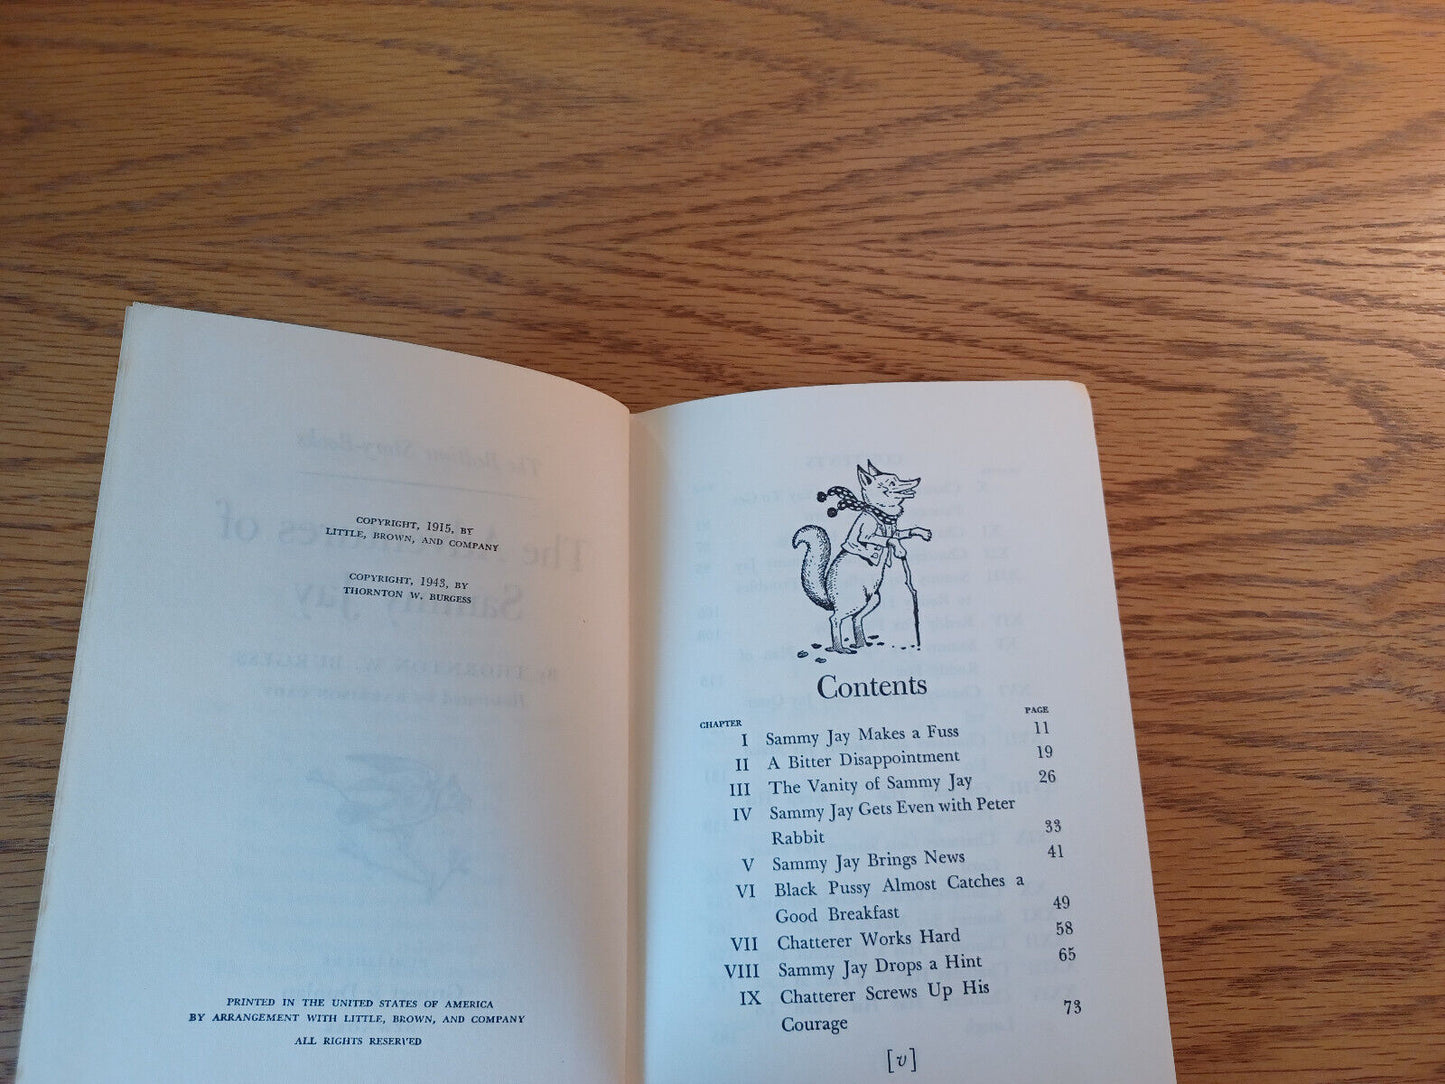 COPYRIGHT, 1915, BY
LITTLE, BROWN, AND COMPANY
COPYRIGHT, 1943, BY
THORNTON W. BURGESS
PRINTED IN THE UNITED STATES OF AMERICA
BY ARRANGEMENT WITH LITTLE, BROWN, AND COMPANY
ALL RIGHTS RESERVED
Contents
CHAPTER PAGE
I Sammy Jay Makes a Fuss 11
II A Bitter Disappointment 19
III The Vanity of Sammy Jay 26
IV Sammy Jay Gets Even with Peter
Rabbit 33
V Sammy Jay Brings News 41
VI Black Pussy Almost Catches a
Good Breakfast 49
VII Chatterer Works Hard 58
VIII Sammy Jay Drops a Hint 65
IX Chatterer Screws Up His
Courage 73
[v]